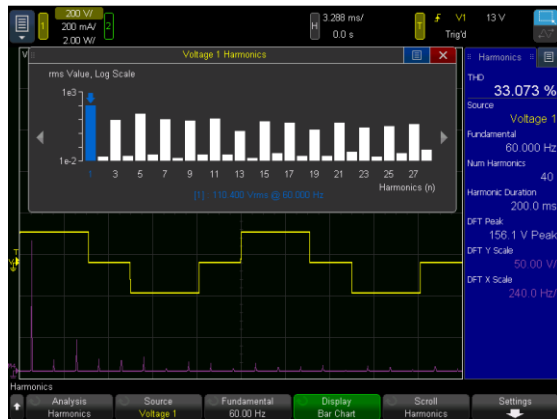 1
200 V/
200 mA/
2.00 W/
2
H
3.288 ms/
0.0 s
T
V1
13 V
Trig'd
Voltage 1 Harmonics
rms Value, Log Scale
1e3
1e-2
1 3 5 7 9 11 13 15 17 19 21 23 25 27
Harmonics (n)
[1] 110.400 Vrms @ 60.000 Hz
Harmonics
THD
33.073 %
Source
Voltage 1
Fundamental
60.000 Hz
Num Harmonics
40
Harmonic Duration
200.0 ms
DFT Peak
156.1 V Peak
DFT Y Scale
50.00 V/
DFT X Scale
240.0 Hz/
Harmonics
Analysis
Harmonics
Source
Voltage 1
Fundamental
60.00 Hz
Display
Bar Chart
Scroll
Harmonics
Settings